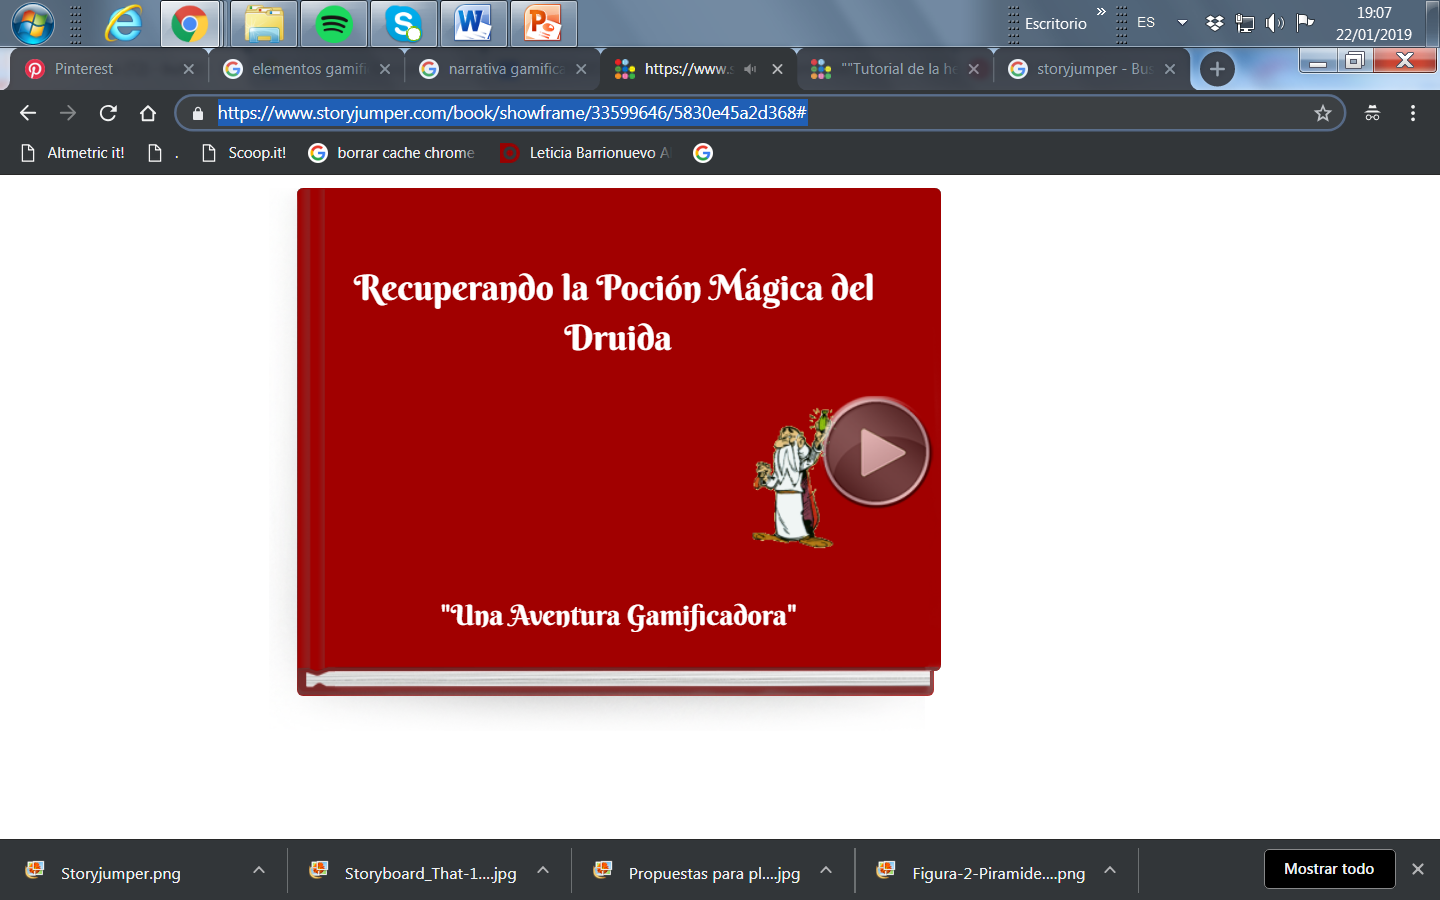 Escritorio
»
ES
19:07
22/01/2019
Pinterest
elementos gamifi
narrativa gamifica
https://www.s
""Tutorial de la he
storyjumper - Bus
https://www.storyjumper.com/book/showframe/33599646/5830e45a2d368#
Altmetric it!
.
Scoop.it!
borrar cache chrome
Leticia Barrionuevo A
Recuperando la Poción Mágica del
Druida
"Una Aventura Gamificadora"
Storyjumper.png
Storyboard_That-1....jpg
Propuestas para pl....jpg
Figura-2-Piramide....png
Mostrar todo